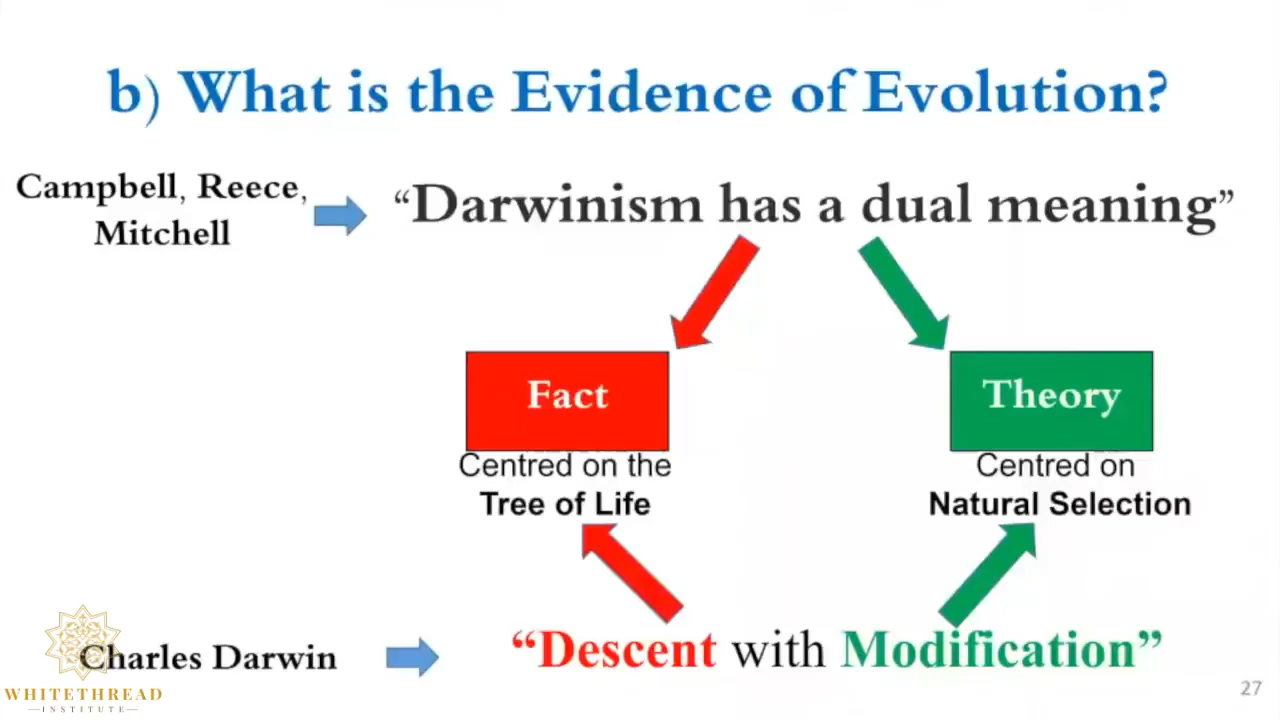 b) What is the Evidence of Evolution?
Campbell, Reece,
Mitchell
“Darwinism has a dual meaning”
Fact
Theory
Centred on the
Tree of Life
Centred on
Natural Selection
Charles Darwin
“Descent with Modification”
WHITETHREAD
—INSTITUTE—
27